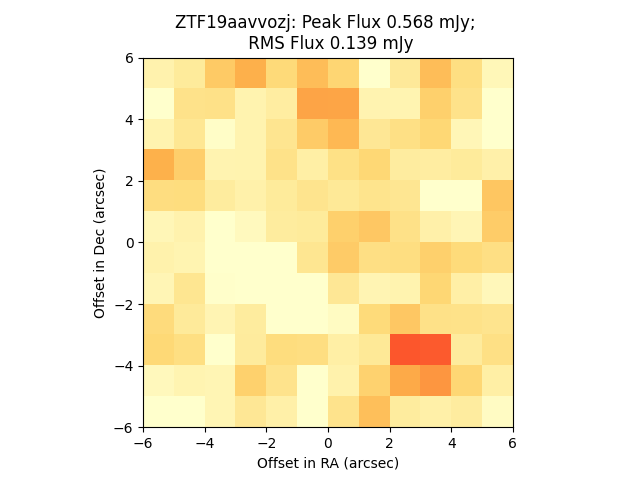 ZTF19aavvozj: Peak Flux 0.568 mJy;
RMS Flux 0.139 mJy
6
4
2
0
−2
−4
−6
Offset in Dec (arcsec)
−6 −4 −2 0 2 4 6
Offset in RA (arcsec)